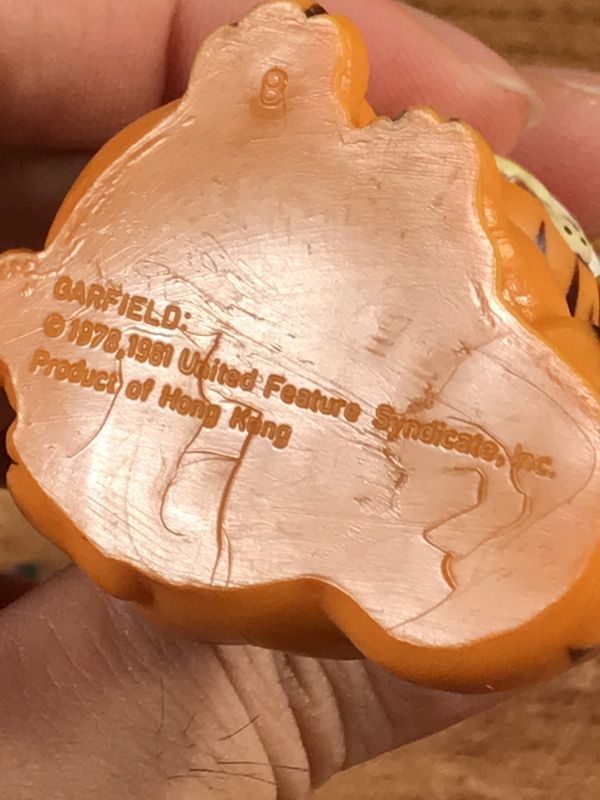 8
GARFIELD:
© 1978, 1981 United Feature Syndicate, Inc.
Product of Hong Kong